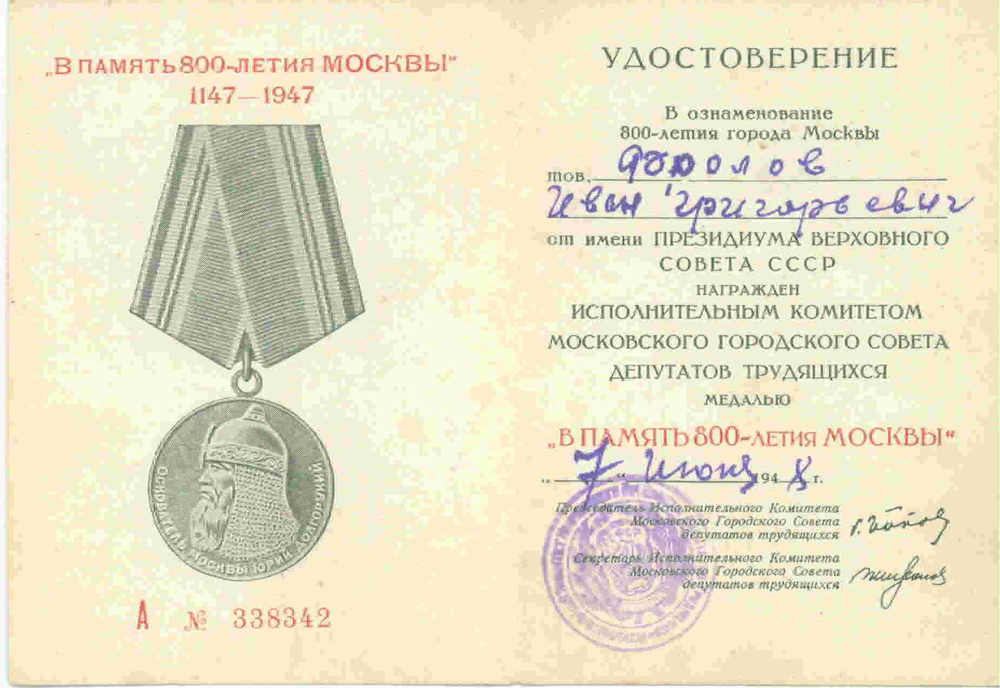 „В ПАМЯТЬ 800-ЛЕТИЯ МОСКВЫ“
1147—1947
ОСНОВАТЕЛЬ МОСКВЫ ЮРИЙ ДОЛГОРУКИЙ
А № 338342
УДОСТОВЕРЕНИЕ
В ознаменование
800-летия города Москвы
тов. Фролов
Иван Григорьевич
от имени ПРЕЗИДИУМА ВЕРХОВНОГО
СОВЕТА СССР
НАГРАЖДЕН
ИСПОЛНИТЕЛЬНЫМ КОМИТЕТОМ
МОСКОВСКОГО ГОРОДСКОГО СОВЕТА
ДЕПУТАТОВ ТРУДЯЩИХСЯ
МЕДАЛЬЮ
„В ПАМЯТЬ 800-ЛЕТИЯ МОСКВЫ“
„7“ Июня 1948 г.
Председатель Исполнительного Комитета
Московского Городского Совета
депутатов трудящихся
Г. Попов
Секретарь Исполнительного Комитета
Московского Городского Совета
депутатов трудящихся